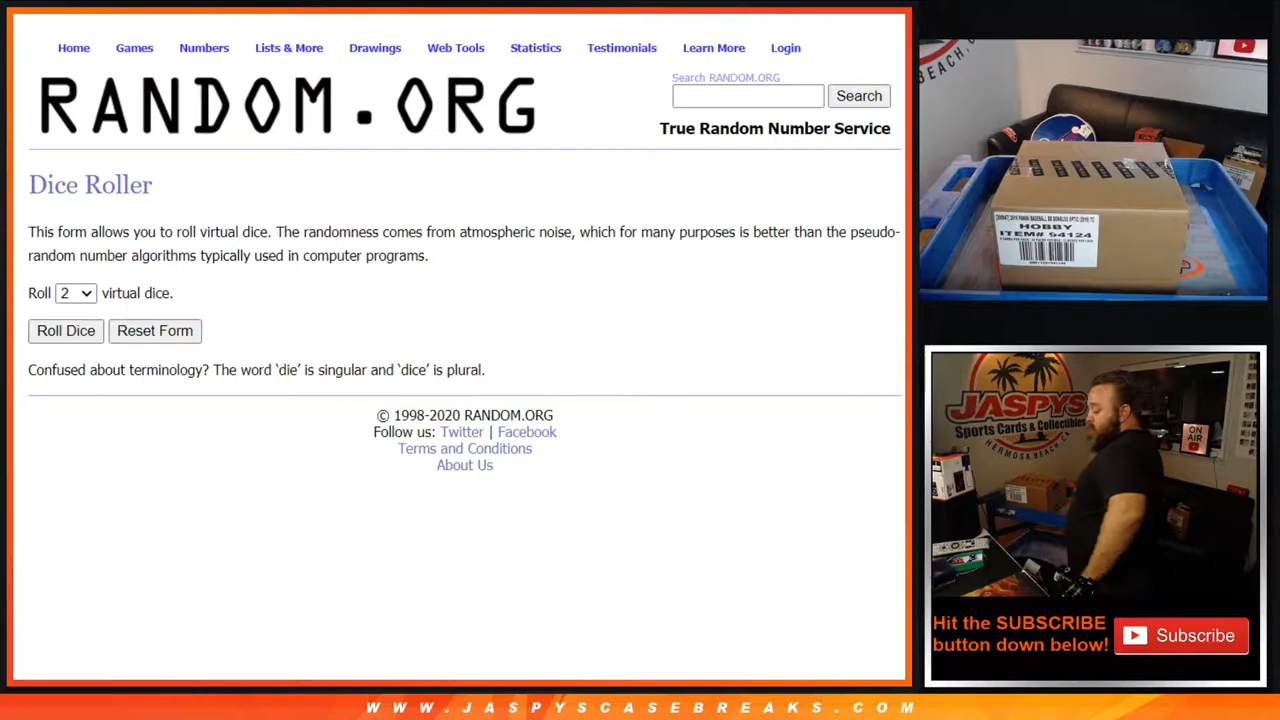 Home Games Numbers Lists & More Drawings Web Tools Statistics Testimonials Learn More Login
RANDOM.ORG
Search RANDOM.ORG
Search
True Random Number Service
Dice Roller
This form allows you to roll virtual dice. The randomness comes from atmospheric noise, which for many purposes is better than the pseudo-
random number algorithms typically used in computer programs.
Roll 2 virtual dice.
Roll Dice Reset Form
Confused about terminology? The word ‘die’ is singular and ‘dice’ is plural.
© 1998-2020 RANDOM.ORG
Follow us: Twitter | Facebook
Terms and Conditions
About Us
BEACH, CA
HOBBY
ITEM# 54124
JASPYS
Sports Cards & Collectibles
HERMOSA BEACH, CA
ON
AIR
Hit the SUBSCRIBE
button down below!
Subscribe
WWW.JASPYSCASEBREAKS.COM